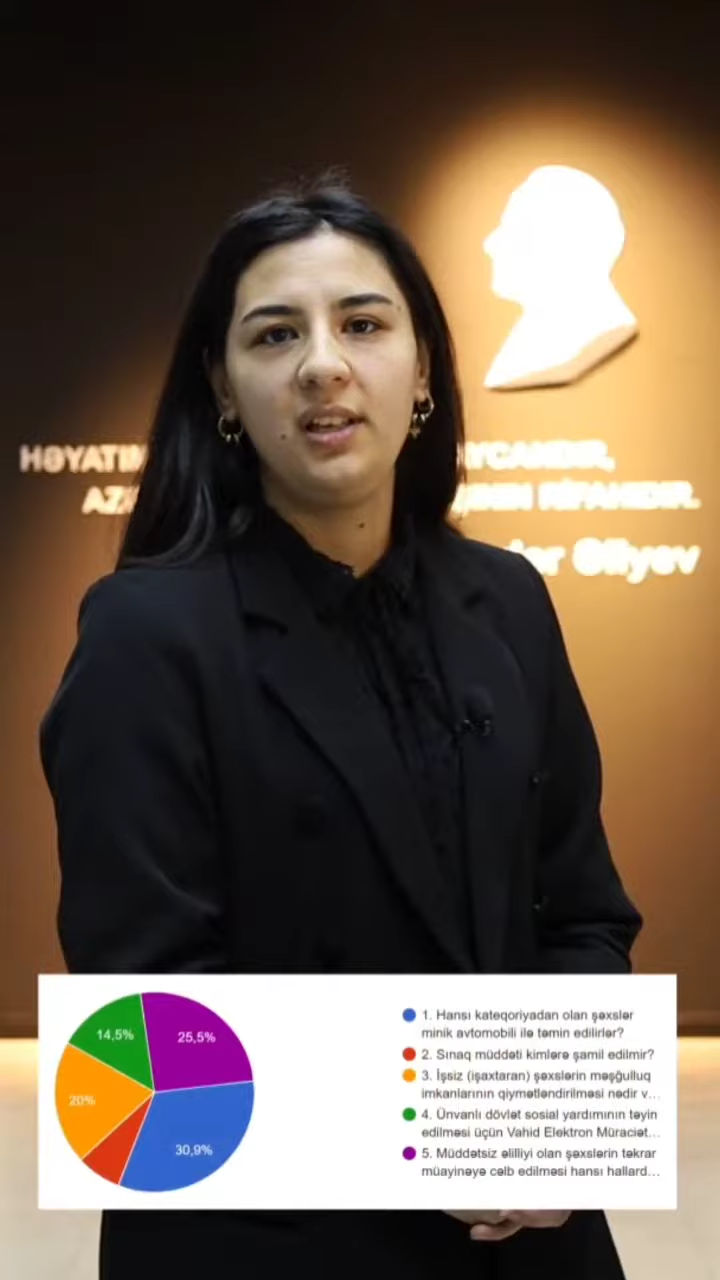 HƏYATIM
YCANDIR,
RİFAHIDIR.
Əliyev
14,5%
25,5%
20%
30,9%
1. Hansı kateqoriyadan olan şəxslər
minik avtomobili ilə təmin edilirlər?
2. Sınaq müddəti kimlərə şamil edilmir?
3. İşsiz (işaxtaran) şəxslərin məşğulluq
imkanlarının qiymətləndirilməsi nədir v...
4. Ünvanlı dövlət sosial yardımının təyin
edilməsi üçün Vahid Elektron Müraciət...
5. Müddətsiz əlilliyi olan şəxslərin təkrar
müayinəyə cəlb edilməsi hansı hallard...